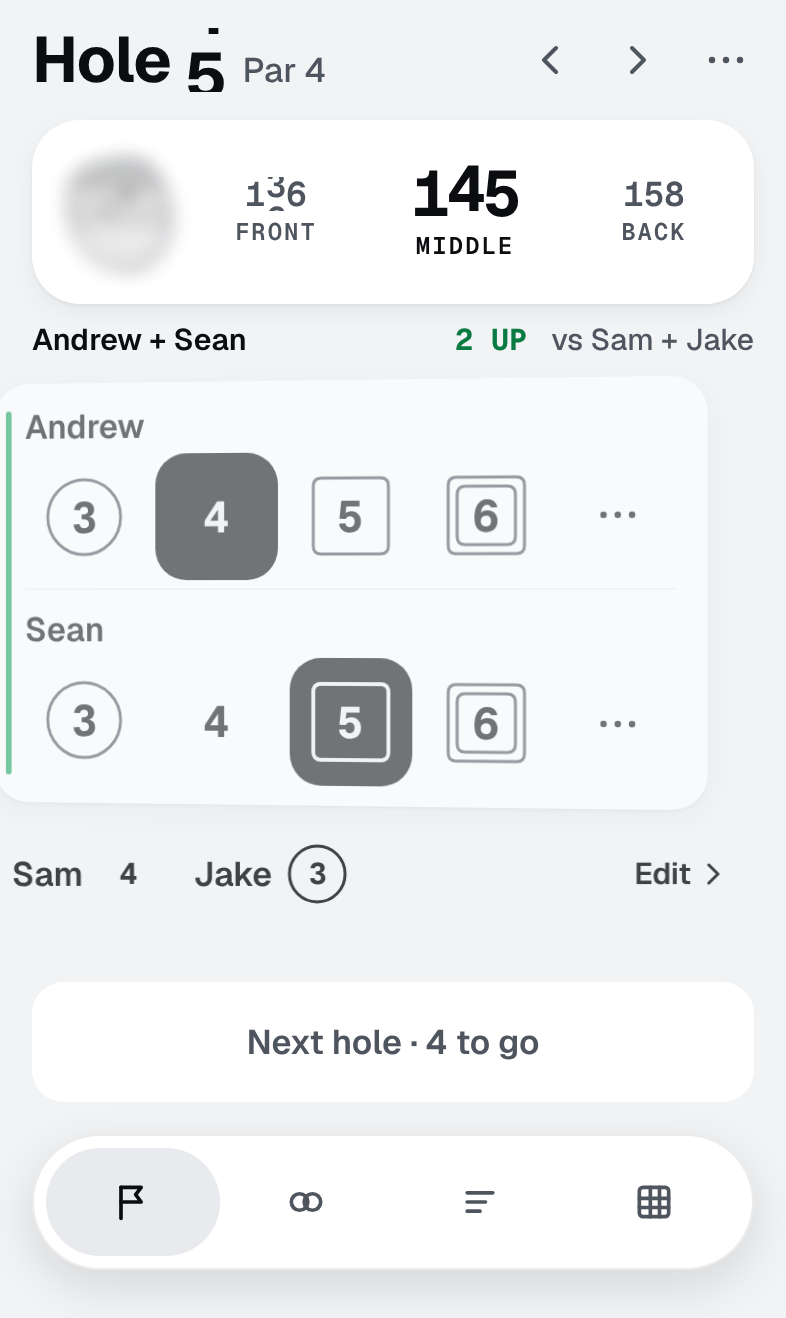 Hole 5 Par 4
136 145 158
FRONT MIDDLE BACK
Andrew + Sean 2 UP vs Sam + Jake
Andrew
3 4 5 6 ...
Sean
3 4 5 6 ...
Sam 4 Jake 3 Edit >
Next hole · 4 to go